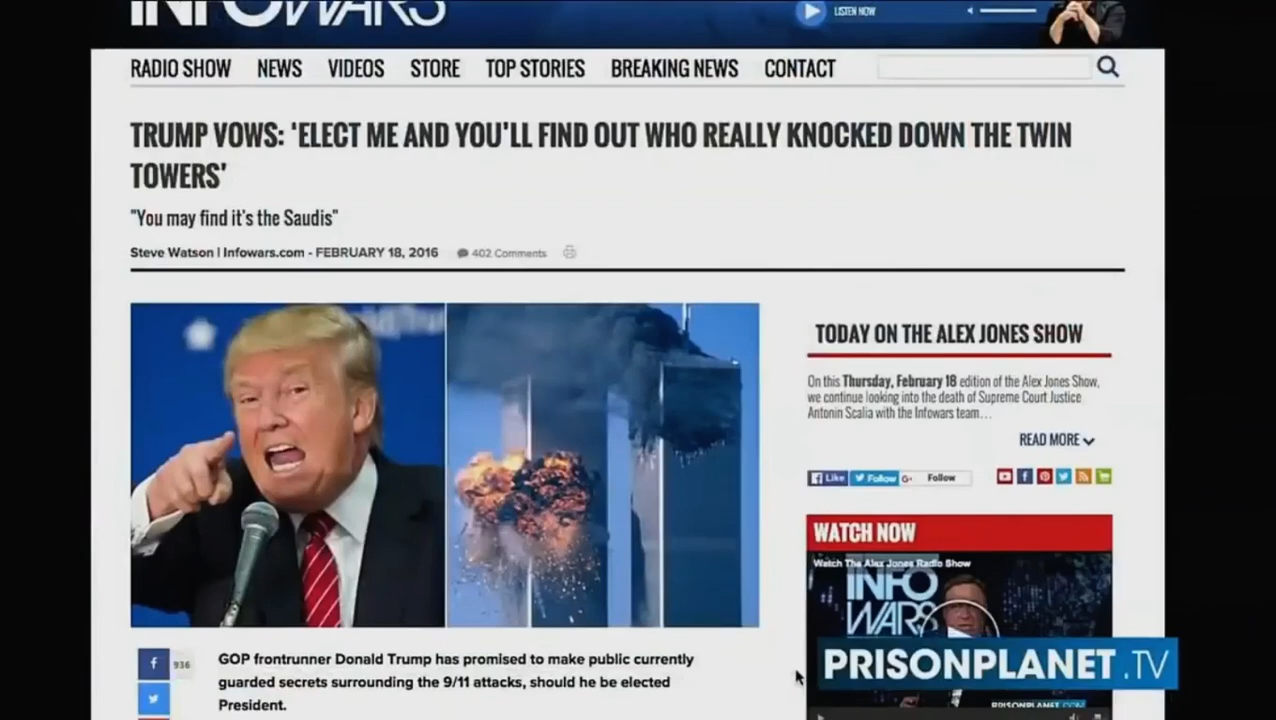 INFOWARS
LISTEN NOW
RADIO SHOW NEWS VIDEOS STORE TOP STORIES BREAKING NEWS CONTACT
TRUMP VOWS: 'ELECT ME AND YOU'LL FIND OUT WHO REALLY KNOCKED DOWN THE TWIN
TOWERS'
"You may find it's the Saudis"
Steve Watson | Infowars.com - FEBRUARY 18, 2016 402 Comments
TODAY ON THE ALEX JONES SHOW
On this Thursday, February 18 edition of the Alex Jones Show,
we continue looking into the death of Supreme Court Justice
Antonin Scalia with the Infowars team...
READ MORE
Like Follow G+ Follow
WATCH NOW
Watch The Alex Jones Radio Show
INFO
WARS
PRISONPLANET.TV
PRISONPLANET.COM
936
GOP frontrunner Donald Trump has promised to make public currently
guarded secrets surrounding the 9/11 attacks, should he be elected
President.